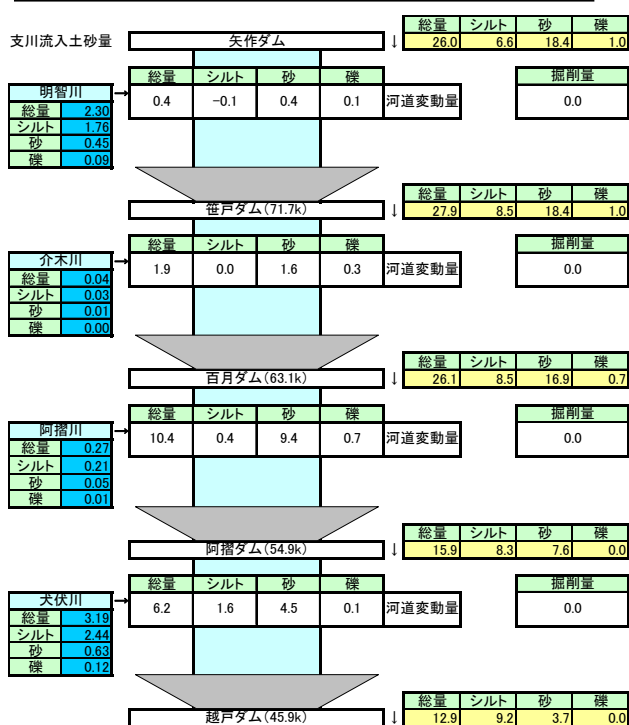 総量 シルト 砂 礫
支川流入土砂量 矢作ダム ↓ 26.0 6.6 18.4 1.0
総量 シルト 砂 礫 掘削量
明智川 → 0.4 -0.1 0.4 0.1 河道変動量 0.0
総量 2.30
シルト 1.76
砂 0.45
礫 0.09
総量 シルト 砂 礫
笹戸ダム(71.7k) ↓ 27.9 8.5 18.4 1.0
総量 シルト 砂 礫 掘削量
介木川 → 1.9 0.0 1.6 0.3 河道変動量 0.0
総量 0.04
シルト 0.03
砂 0.01
礫 0.00
総量 シルト 砂 礫
百月ダム(63.1k) ↓ 26.1 8.5 16.9 0.7
総量 シルト 砂 礫 掘削量
阿摺川 → 10.4 0.4 9.4 0.7 河道変動量 0.0
総量 0.27
シルト 0.21
砂 0.05
礫 0.01
総量 シルト 砂 礫
阿摺ダム(54.9k) ↓ 15.9 8.3 7.6 0.0
総量 シルト 砂 礫 掘削量
犬伏川 → 6.2 1.6 4.5 0.1 河道変動量 0.0
総量 3.19
シルト 2.44
砂 0.63
礫 0.12
総量 シルト 砂 礫
越戸ダム(45.9k) ↓ 12.9 9.2 3.7 0.0